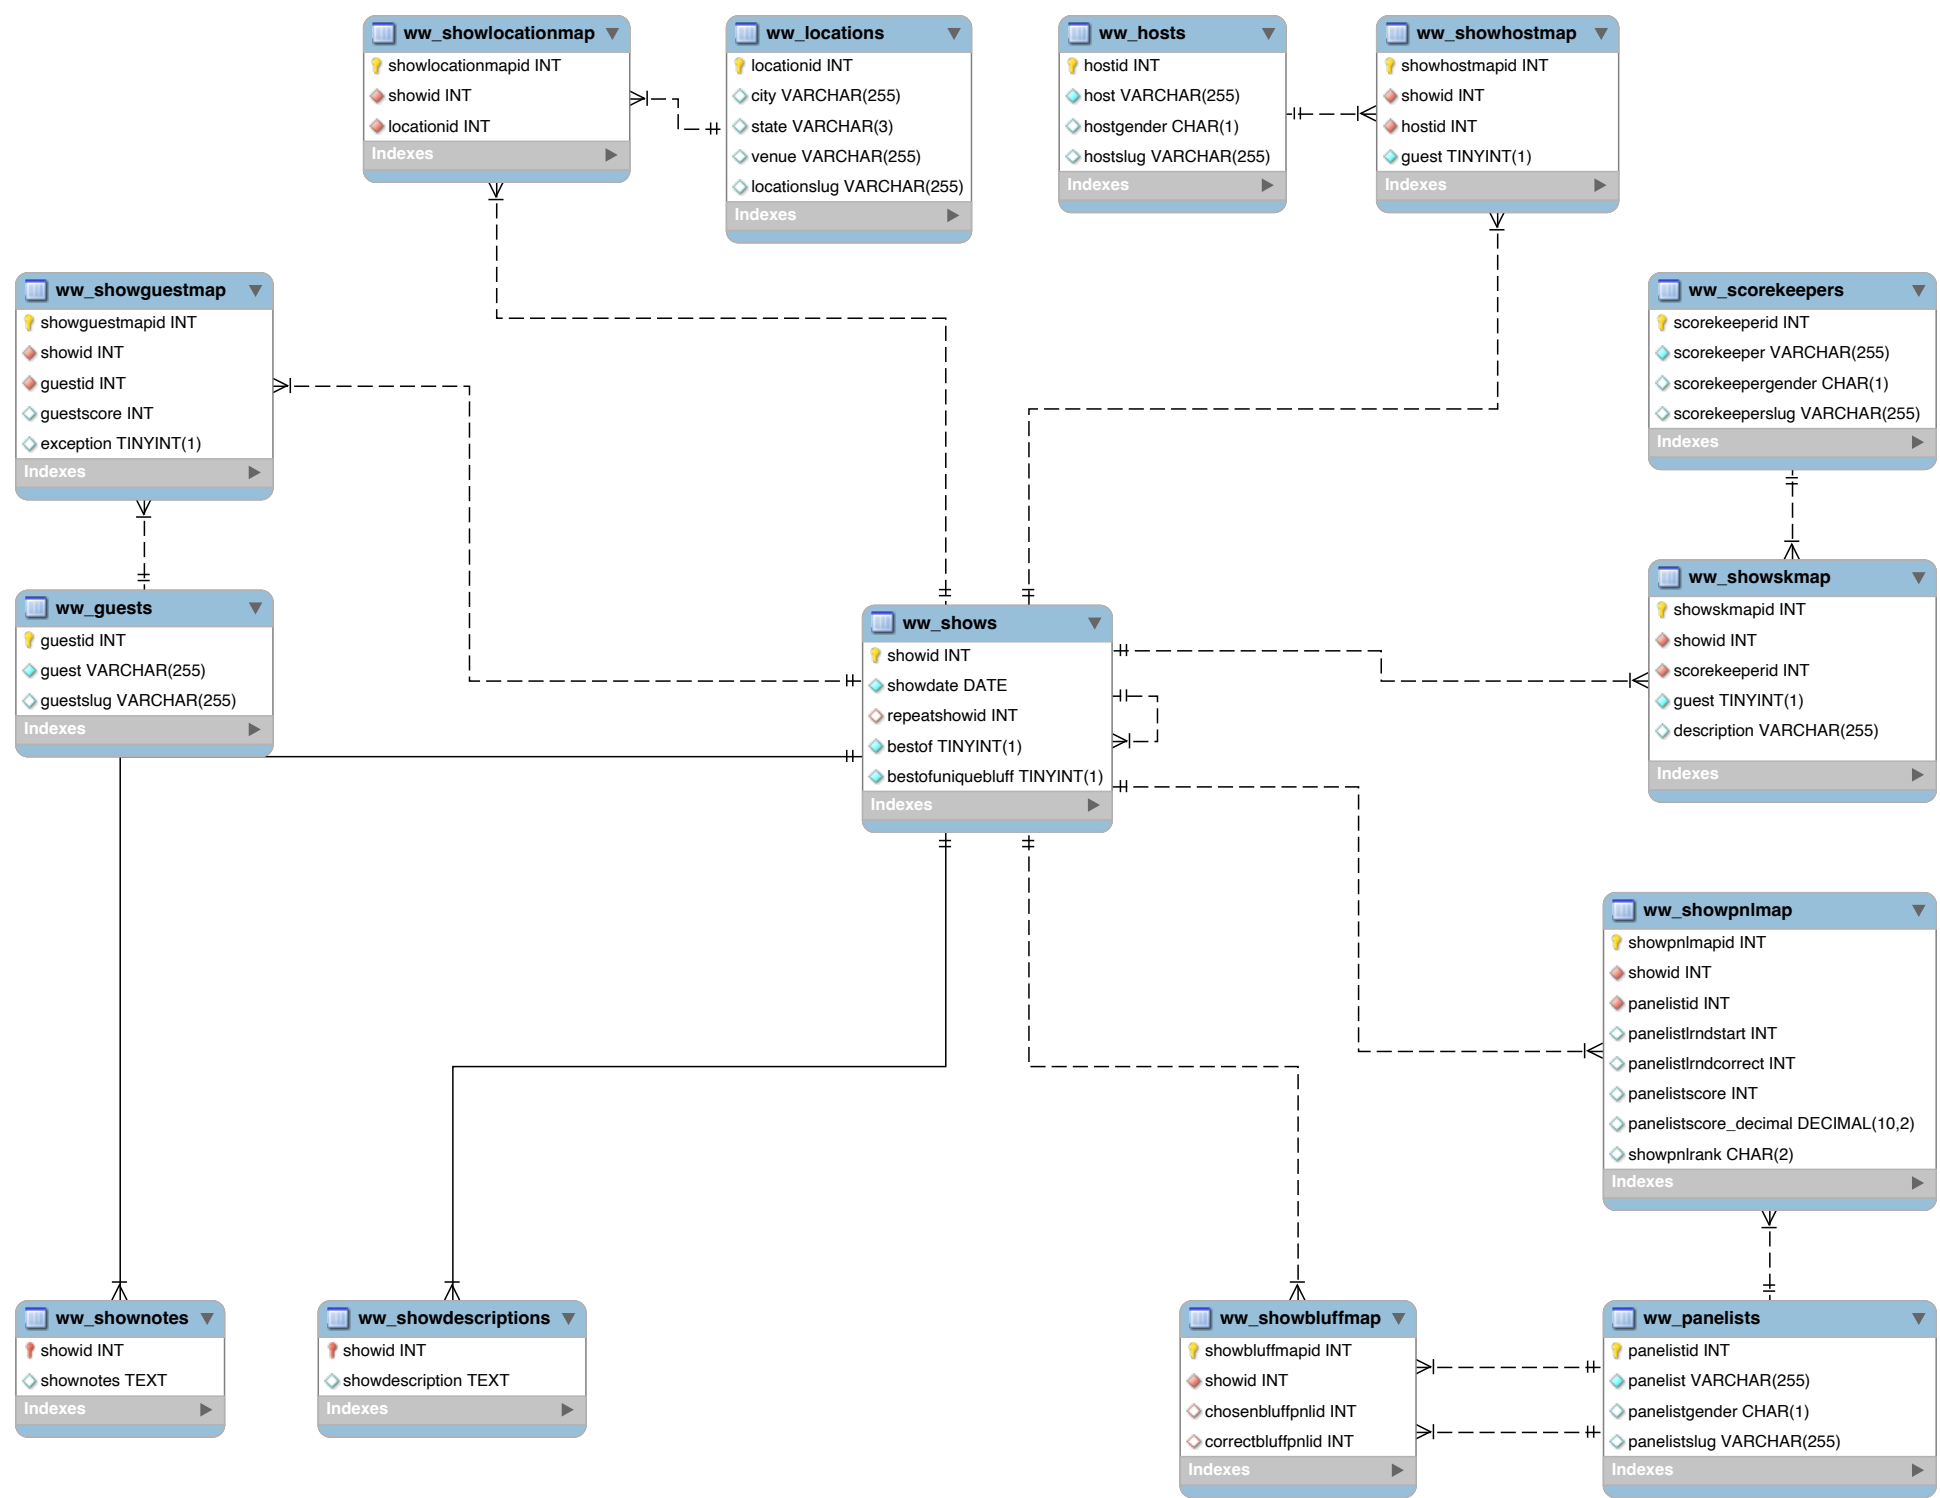 ww_showlocationmap
showlocationmapid INT
showid INT
locationid INT
Indexes
ww_locations
locationid INT
city VARCHAR(255)
state VARCHAR(3)
venue VARCHAR(255)
locationslug VARCHAR(255)
Indexes
ww_hosts
hostid INT
host VARCHAR(255)
hostgender CHAR(1)
hostslug VARCHAR(255)
Indexes
ww_showhostmap
showhostmapid INT
showid INT
hostid INT
guest TINYINT(1)
Indexes
ww_showguestmap
showguestmapid INT
showid INT
guestid INT
guestscore INT
exception TINYINT(1)
Indexes
ww_scorekeepers
scorekeeperid INT
scorekeeper VARCHAR(255)
scorekeepergender CHAR(1)
scorekeeperslug VARCHAR(255)
Indexes
ww_guests
guestid INT
guest VARCHAR(255)
guestslug VARCHAR(255)
Indexes
ww_shows
showid INT
showdate DATE
repeatshowid INT
bestof TINYINT(1)
bestofuniquebluff TINYINT(1)
Indexes
ww_showskmap
showskmapid INT
showid INT
scorekeeperid INT
guest TINYINT(1)
description VARCHAR(255)
Indexes
ww_showpnlmap
showpnlmapid INT
showid INT
panelistid INT
panelistlrndstart INT
panelistlrndcorrect INT
panelistscore INT
panelistscore_decimal DECIMAL(10,2)
showpnlrank CHAR(2)
Indexes
ww_shownotes
showid INT
shownotes TEXT
Indexes
ww_showdescriptions
showid INT
showdescription TEXT
Indexes
ww_showbluffmap
showbluffmapid INT
showid INT
chosenbluffpnlid INT
correctbluffpnlid INT
Indexes
ww_panelists
panelistid INT
panelist VARCHAR(255)
panelistgender CHAR(1)
panelistslug VARCHAR(255)
Indexes